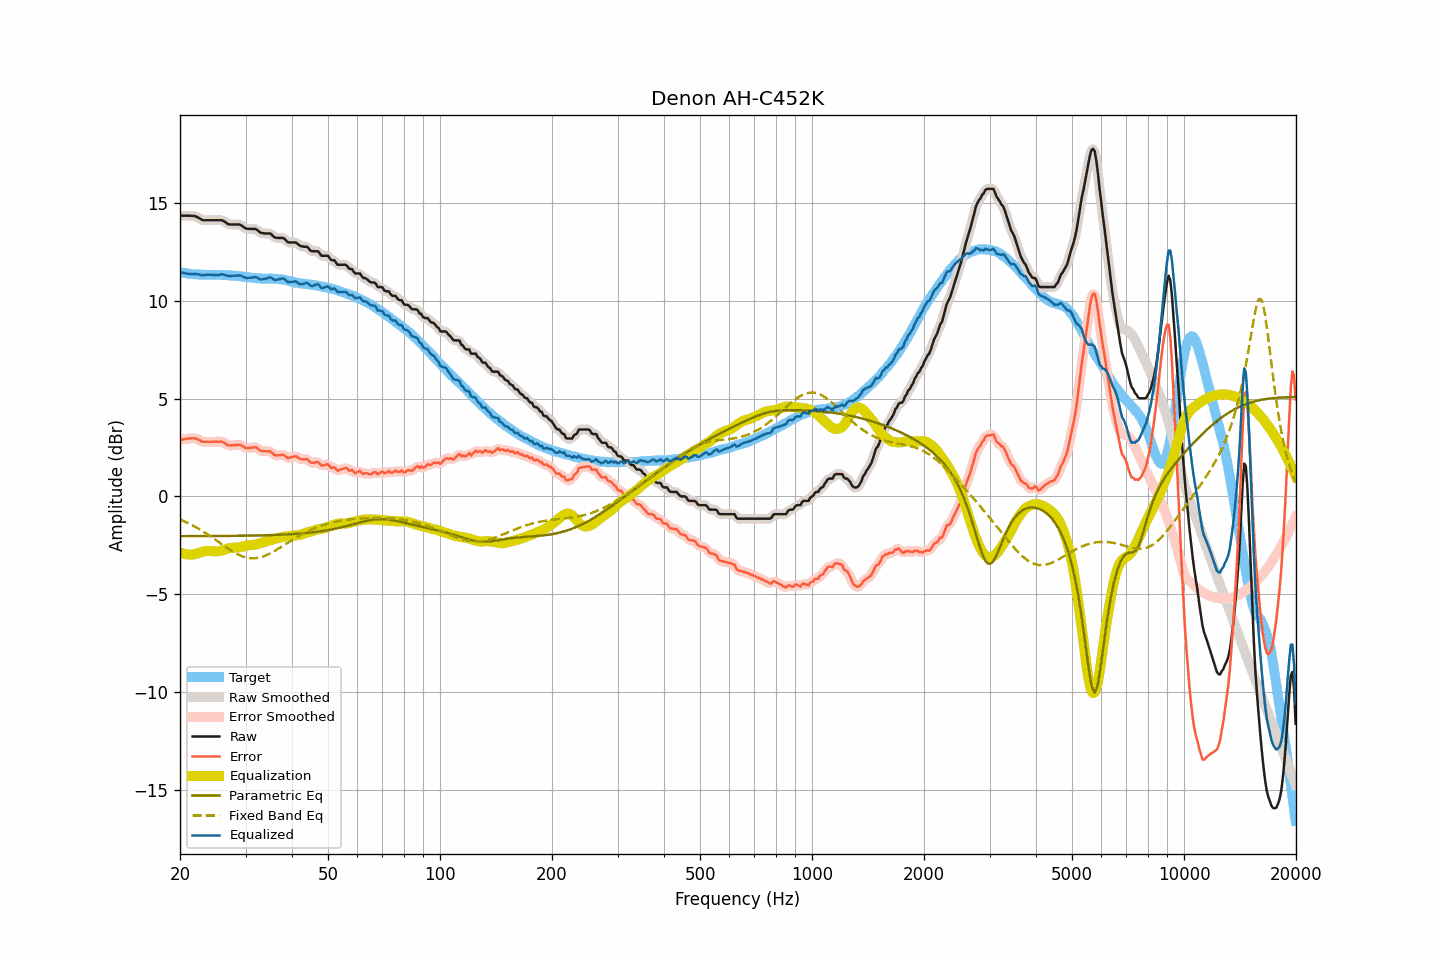 Denon AH-C452K
Amplitude (dBr)
15
10
5
0
−5
−10
−15
Target
Raw Smoothed
Error Smoothed
Raw
Error
Equalization
Parametric Eq
Fixed Band Eq
Equalized
20 50 100 200 500 1000 2000 5000 10000 20000
Frequency (Hz)